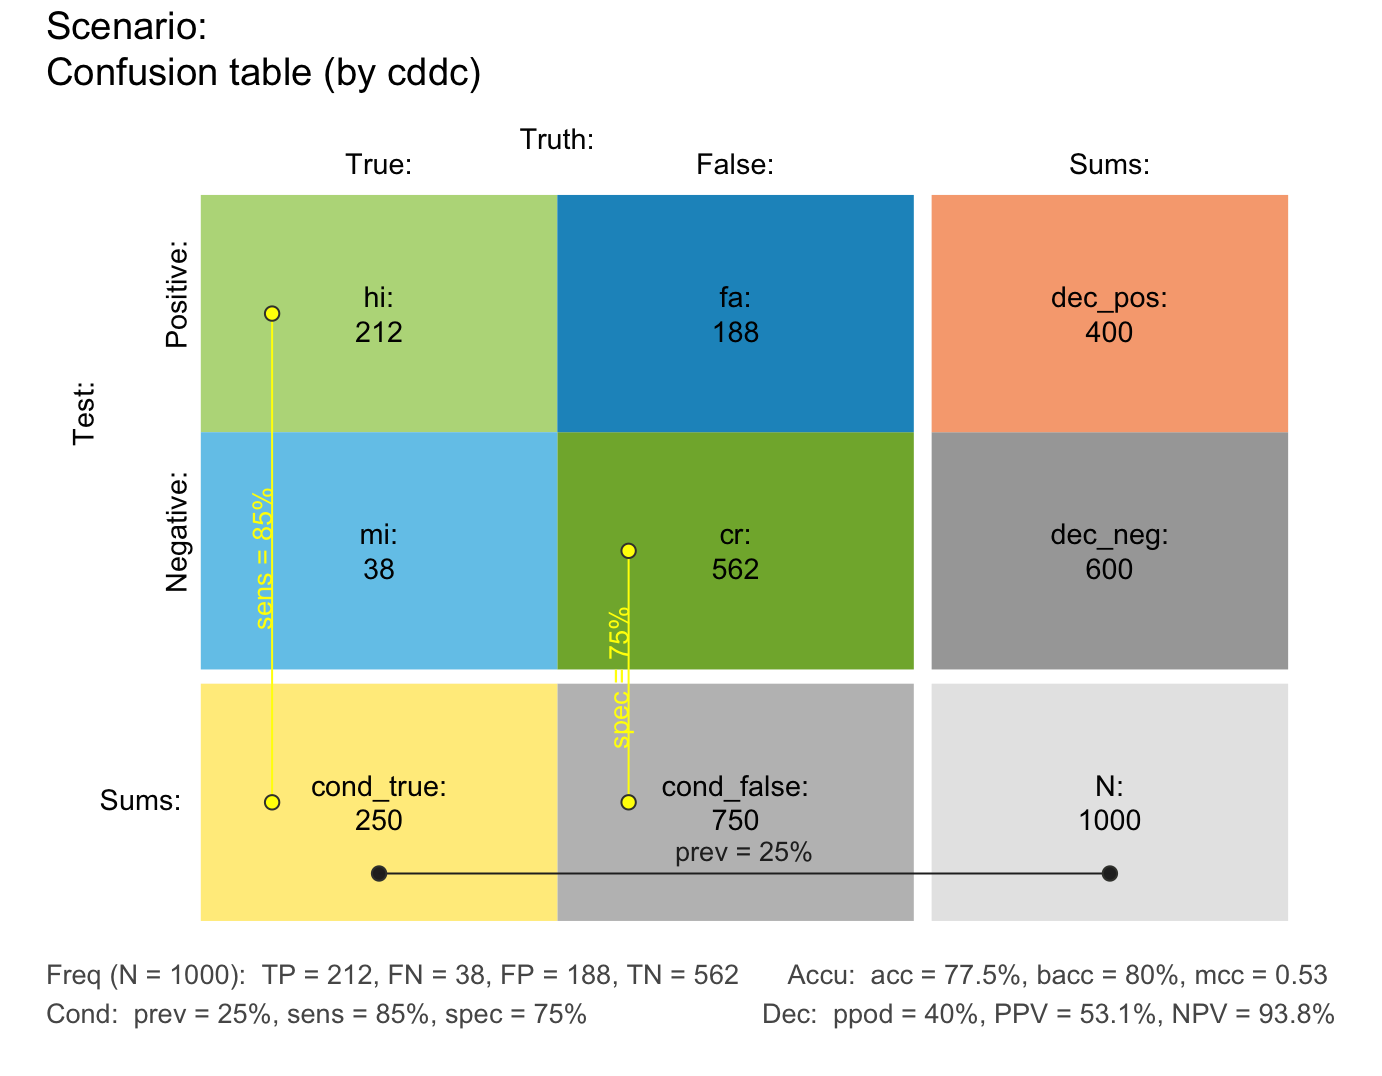 Scenario:
Confusion table (by cddc)
Truth:
True:
False:
Sums:
Test:
Positive:
hi:
212
fa:
188
dec_pos:
400
Negative:
sens = 85%
mi:
38
cr:
562
dec_neg:
600
spec = 75%
Sums:
cond_true:
250
cond_false:
750
N:
1000
prev = 25%
Freq (N = 1000):  TP = 212, FN = 38, FP = 188, TN = 562
Accu:  acc = 77.5%, bacc = 80%, mcc = 0.53
Cond:  prev = 25%, sens = 85%, spec = 75%
Dec:  ppod = 40%, PPV = 53.1%, NPV = 93.8%